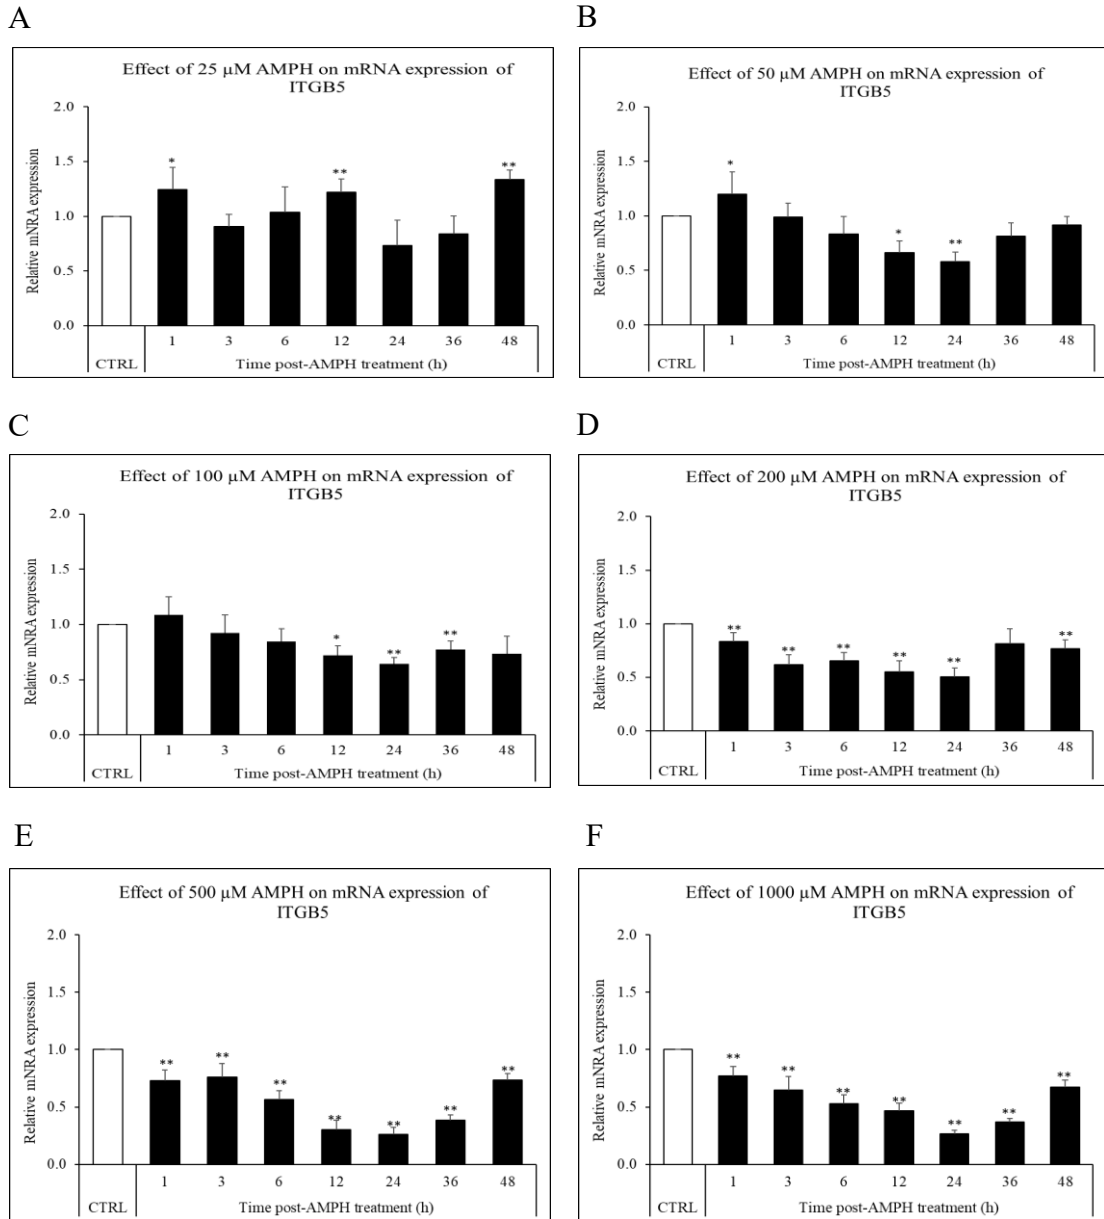 A
Effect of 25 µM AMPH on mRNA expression of
ITGB5
Relative mNRA expression
2.0
1.5
1.0
0.5
0.0
*
**
**
1 3 6 12 24 36 48
CTRL Time post-AMPH treatment (h)
B
Effect of 50 µM AMPH on mRNA expression of
ITGB5
Relative mNRA expression
2.0
1.5
1.0
0.5
0.0
*
*
**
1 3 6 12 24 36 48
CTRL Time post-AMPH treatment (h)
C
Effect of 100 µM AMPH on mRNA expression of
ITGB5
Relative mNRA expression
2.0
1.5
1.0
0.5
0.0
*
**
**
1 3 6 12 24 36 48
CTRL Time post-AMPH treatment (h)
D
Effect of 200 µM AMPH on mRNA expression of
ITGB5
Relative mNRA expression
2.0
1.5
1.0
0.5
0.0
** ** ** ** ** **
1 3 6 12 24 36 48
CTRL Time post-AMPH treatment (h)
E
Effect of 500 µM AMPH on mRNA expression of
ITGB5
Relative mNRA expression
2.0
1.5
1.0
0.5
0.0
** ** ** ** ** ** **
1 3 6 12 24 36 48
CTRL Time post-AMPH treatment (h)
F
Effect of 1000 µM AMPH on mRNA expression of
ITGB5
Relative mNRA expression
2.0
1.5
1.0
0.5
0.0
** ** ** ** ** ** **
1 3 6 12 24 36 48
CTRL Time post-AMPH treatment (h)